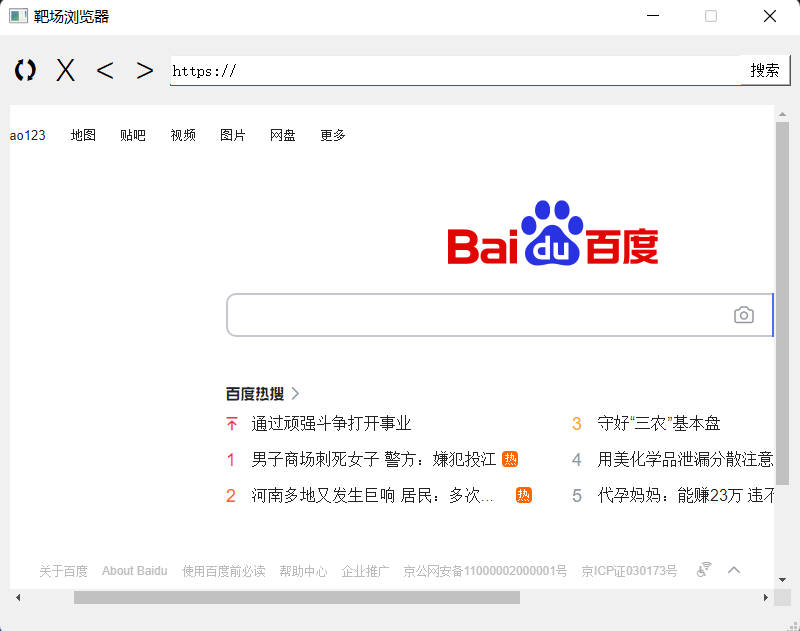 靶场浏览器
X < > https:// 搜索
ao123 地图 贴吧 视频 图片 网盘 更多
Bai du 百度
百度热搜 >
通过顽强斗争打开事业
3 守好“三农”基本盘
1 男子商场刺死女子 警方：嫌犯投江 热
4 用美化学品泄漏分散注意
2 河南多地又发生巨响 居民：多次... 热
5 代孕妈妈：能赚23万 违
关于百度 About Baidu 使用百度前必读 帮助中心 企业推广 京公网安备11000002000001号 京ICP证030173号